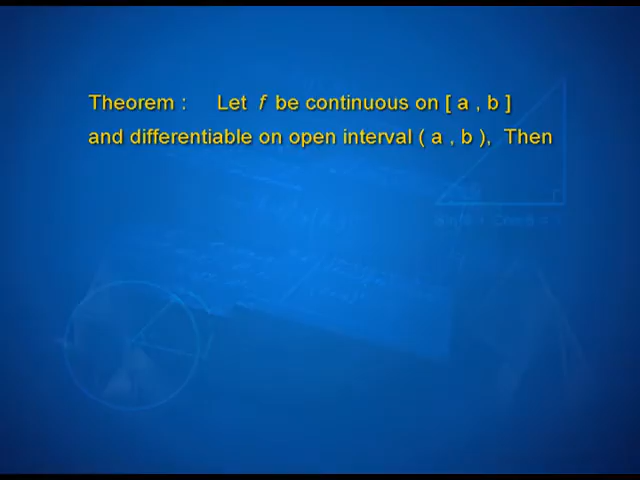 Theorem : Let f be continuous on [ a , b ]
and differentiable on open interval ( a , b ), Then